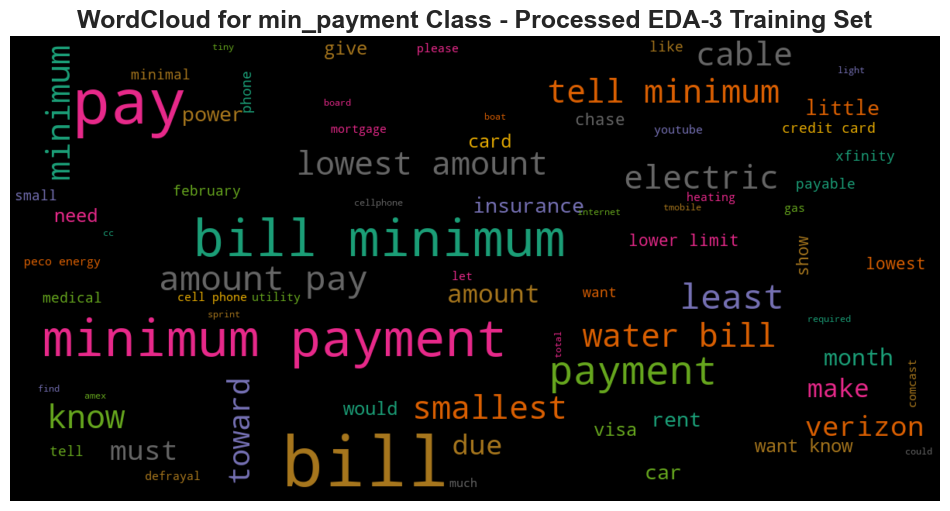 WordCloud for min_payment Class - Processed EDA-3 Training Set
tiny
give
please
like
cable
minimum
minimal
phone
light
pay
tell minimum
power
board
boat
chase
little
mortgage
youtube
credit card
card
lowest amount
xfinity
electric
payable
small
february
heating
cellphone
insurance
internet
tmobile
gas
need
cc
bill minimum
lower limit
show
peco energy
lowest
amount pay
let
medical
cell phone
utility
amount
want
least
sprint
required
minimum payment
total
water bill
payment
month
find
amex
toward
make
comcast
know
would
smallest
visa
rent
verizon
tell
must
bill
due
want know
could
defrayal
much
car